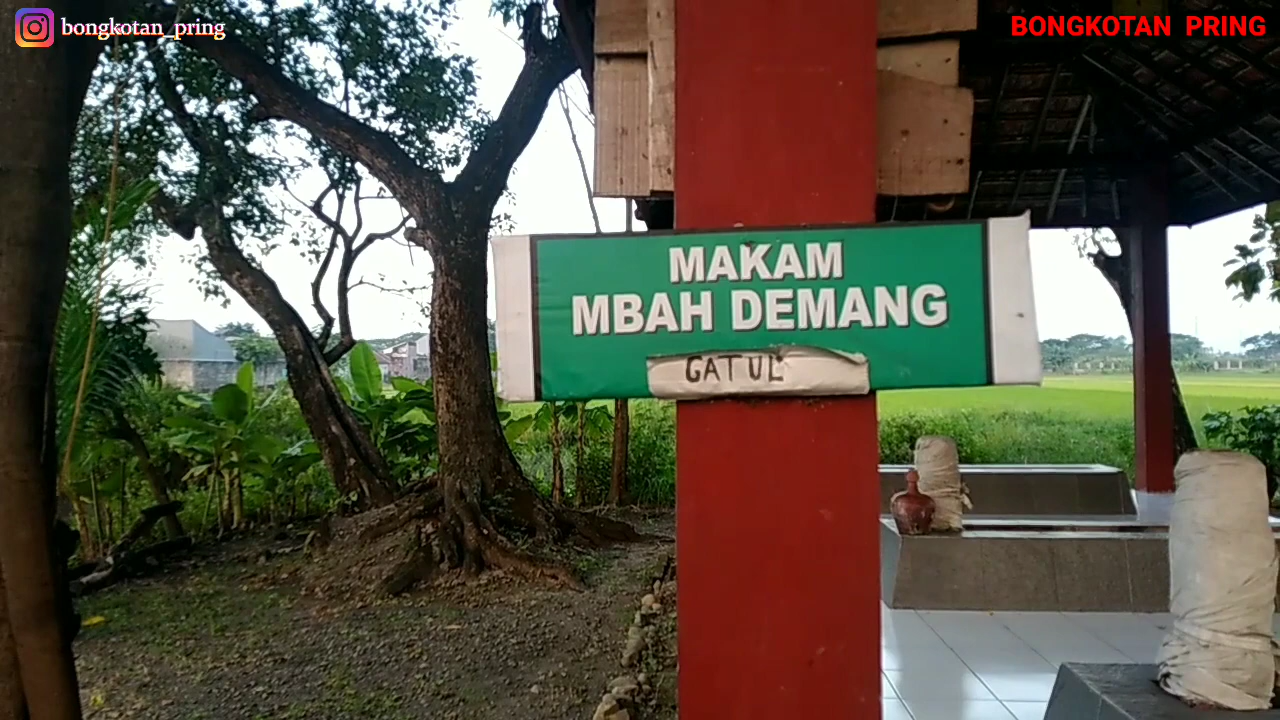 bongkotan_pring
BONGKOTAN PRING
MAKAM
MBAH DEMANG
GATUL